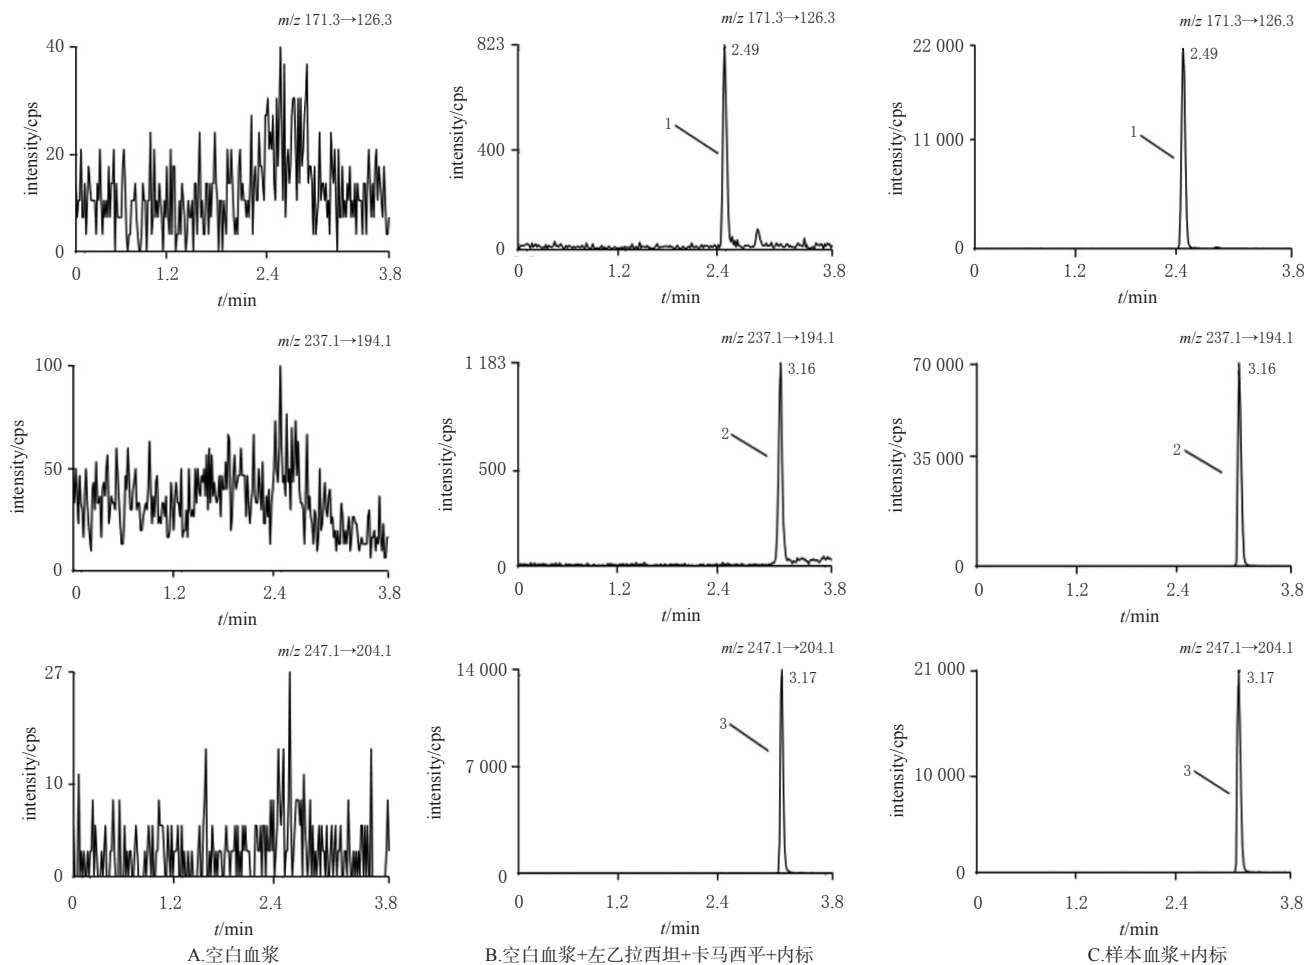 m/z 171.3→126.3
40
20
0
intensity/cps
0 1.2 2.4 3.8
t/min
m/z 171.3→126.3
823
400
0
intensity/cps
2.49
1
0 1.2 2.4 3.8
t/min
m/z 171.3→126.3
22 000
11 000
0
intensity/cps
2.49
1
0 1.2 2.4 3.8
t/min
m/z 237.1→194.1
100
50
0
intensity/cps
0 1.2 2.4 3.8
t/min
m/z 237.1→194.1
1 183
500
0
intensity/cps
3.16
2
0 1.2 2.4 3.8
t/min
m/z 237.1→194.1
70 000
35 000
0
intensity/cps
3.16
2
0 1.2 2.4 3.8
t/min
m/z 247.1→204.1
27
10
0
intensity/cps
0 1.2 2.4 3.8
t/min
m/z 247.1→204.1
14 000
7 000
0
intensity/cps
3.17
3
0 1.2 2.4 3.8
t/min
m/z 247.1→204.1
21 000
10 000
0
intensity/cps
3.17
3
0 1.2 2.4 3.8
t/min
A.空白血浆
B.空白血浆+左乙拉西坦+卡马西平+内标
C.样本血浆+内标